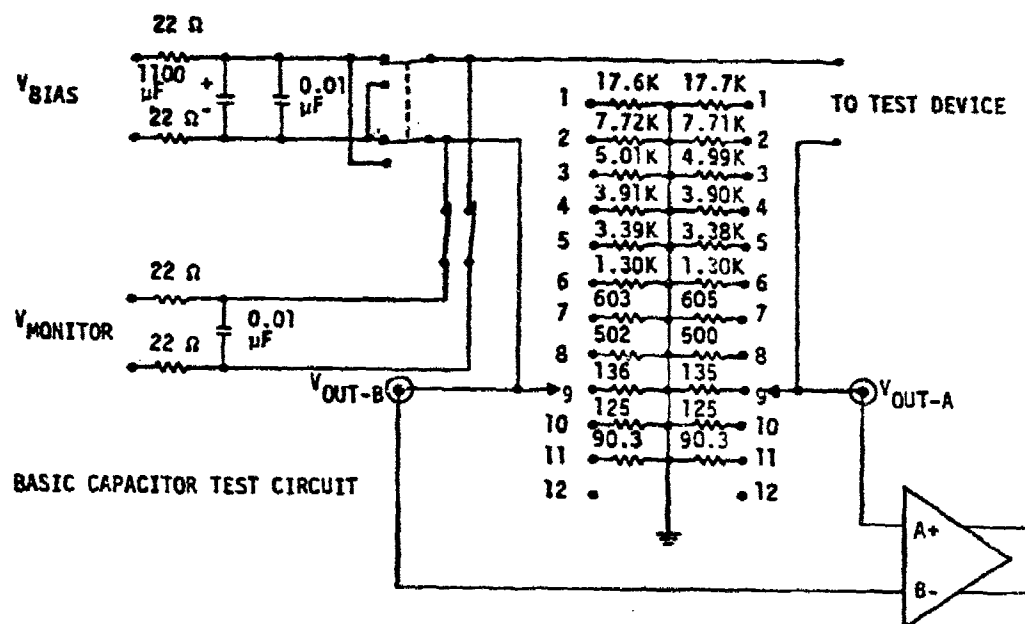 22 Ω
1100 μF +
-
0.01 μF
V_BIAS
22 Ω
TO TEST DEVICE
17.6K 17.7K
1 1
7.72K 7.71K
2 2
5.01K 4.99K
3 3
3.91K 3.90K
4 4
3.39K 3.38K
5 5
1.30K 1.30K
6 6
603 605
7 7
502 500
8 8
136 135
9 9
125 125
10 10
90.3 90.3
11 11
12 12
22 Ω
V_MONITOR
0.01 μF
22 Ω
V_OUT-B
V_OUT-A
BASIC CAPACITOR TEST CIRCUIT
A+
B-